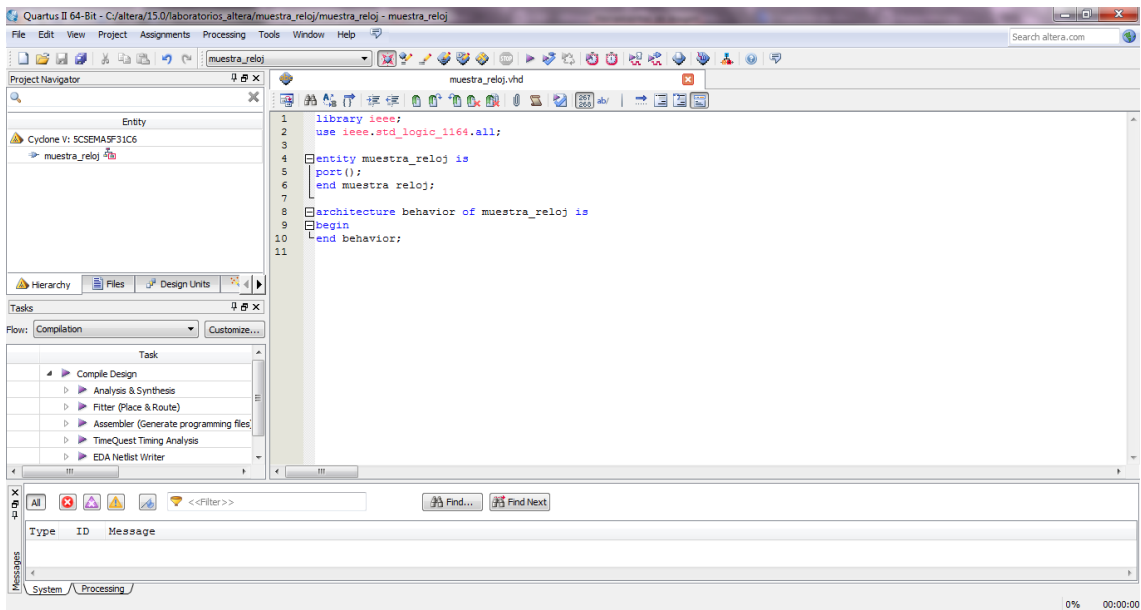 Quartus II 64-Bit - C:/altera/15.0/laboratorios_altera/muestra_reloj/muestra_reloj - muestra_reloj
File Edit View Project Assignments Processing Tools Window Help
Search altera.com
muestra_reloj
Project Navigator
muestra_reloj.vhd
267
268
ab/
Entity
Cyclone V: 5CSEMA5F31C6
muestra_reloj
1 library ieee;
2 use ieee.std_logic_1164.all;
3
4 entity muestra_reloj is
5 port();
6 end muestra reloj;
7
8 architecture behavior of muestra_reloj is
9 begin
10 end behavior;
11
Hierarchy Files Design Units
Tasks
Flow: Compilation Customize...
Task
Compile Design
Analysis & Synthesis
Fitter (Place & Route)
Assembler (Generate programming files)
TimeQuest Timing Analysis
EDA Netlist Writer
All <<Filter>> Find... Find Next
Type ID Message
Messages
System Processing
0% 00:00:00